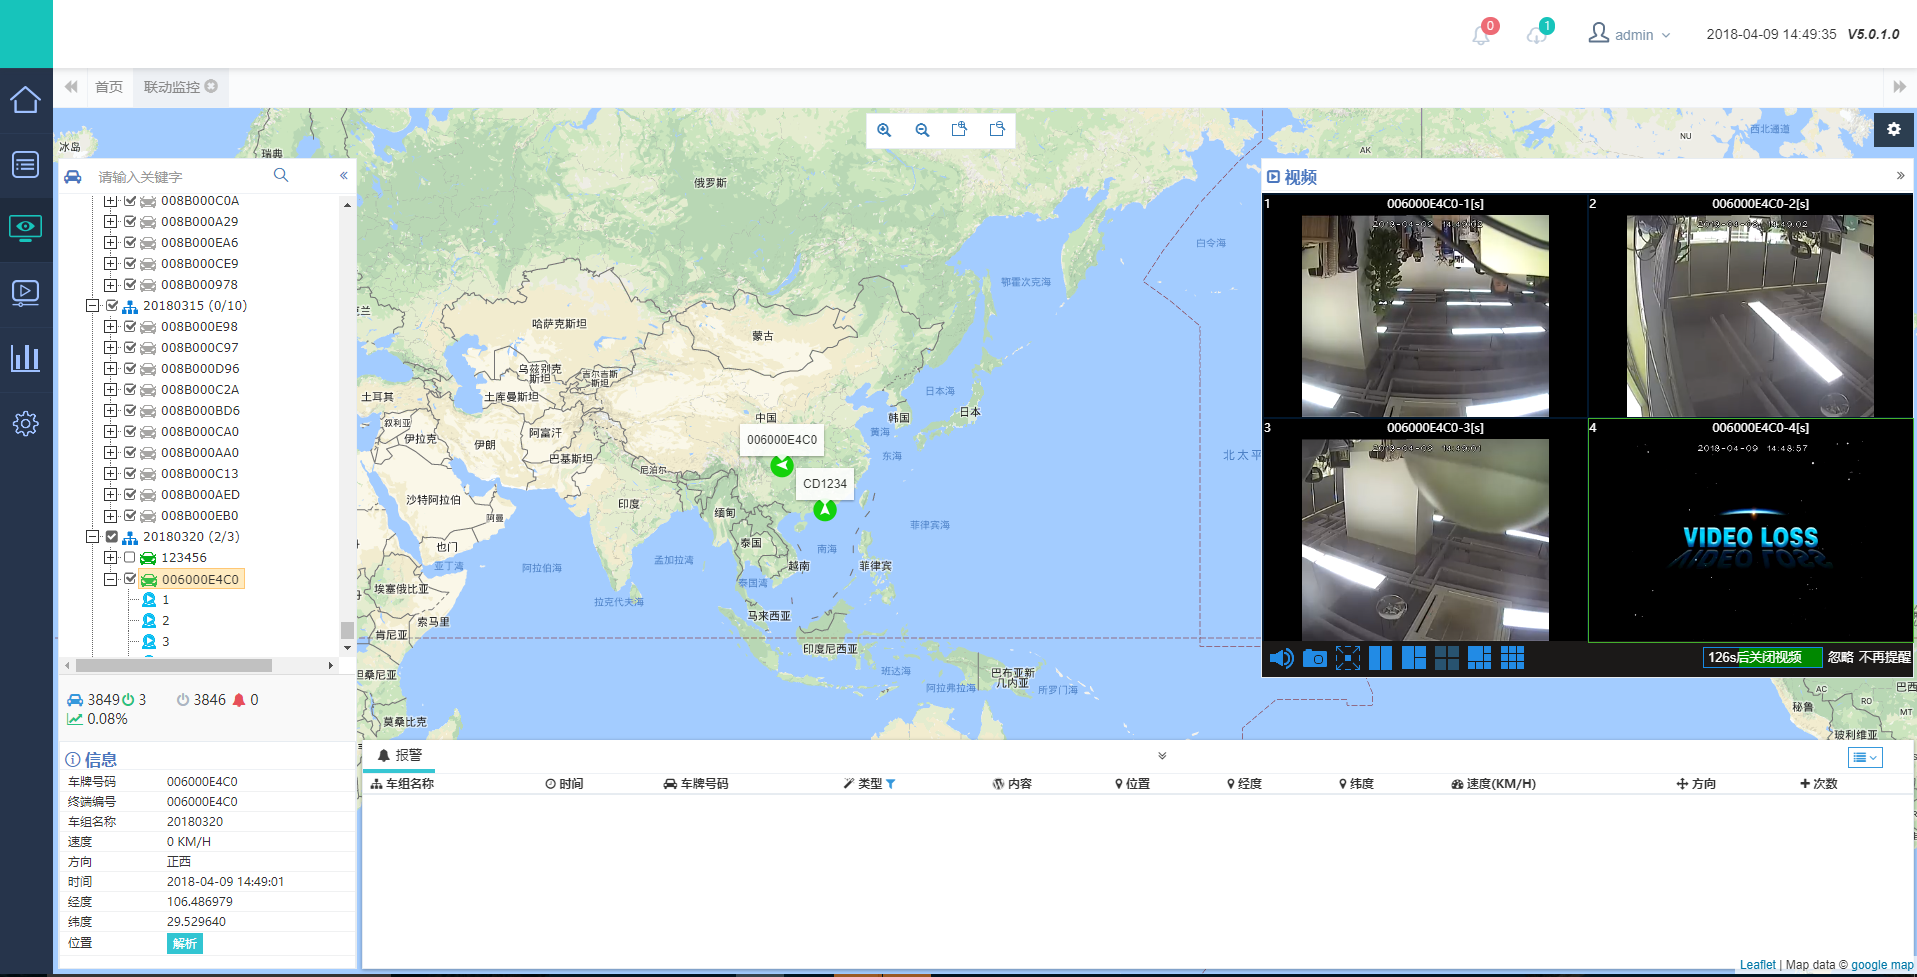 0
1
admin
2018-04-09 14:49:35 V5.0.1.0
首页
联动监控
冰岛
瑞典
俄罗斯
AK
NU
西北通道
请输入关键字
008B000C0A
008B000A29
008B000EA6
008B000CE9
008B000978
20180315 (0/10)
008B000E98
008B000C97
008B000D96
008B000C2A
008B000BD6
008B000CA0
008B000AA0
008B000C13
008B000AED
008B000EB0
20180320 (2/3)
123456
006000E4C0
1
2
3
3849 3 3846 0
0.08%
信息
车牌号码 006000E4C0
终端编号 006000E4C0
车组名称 20180320
速度 0 KM/H
方向 正西
时间 2018-04-09 14:49:01
经度 106.486979
纬度 29.529640
位置 解析
白令海
鄂霍次克海
哈萨克斯坦
蒙古
乌兹别克
斯坦
吉尔吉斯
斯坦
土耳其
土库曼斯坦
日本海
日本
韩国
中国
叙利亚
伊拉克
伊朗
阿富汗
黄海
东海
北太平
006000E4C0
巴基斯坦
尼泊尔
CD1234
沙特阿拉伯
阿曼
印度
缅甸
菲律宾海
也门
亚丁湾
阿拉伯海
孟加拉湾
泰国
越南
南海
菲律宾
泰国湾
埃塞俄比亚
拉克代夫海
索马里
马来西亚
肯尼亚
印度尼西亚
坦桑尼亚
班达海
阿拉弗拉海
巴布亚新
几内亚
所罗门海
莫桑比克
AC
RO
MT
巴西
秘鲁
玻利维亚
视频
1 006000E4C0-1[s]
2018-04-09 14:49:02
2 006000E4C0-2[s]
2018-04-09 14:49:02
3 006000E4C0-3[s]
2018-04-09 14:49:01
4 006000E4C0-4[s]
2018-04-09 14:48:57
VIDEO LOSS
126s后关闭视频 忽略 不再提醒
报警
车组名称 时间 车牌号码 类型 内容 位置 经度 纬度 速度(KM/H) 方向 次数
Leaflet | Map data © google map